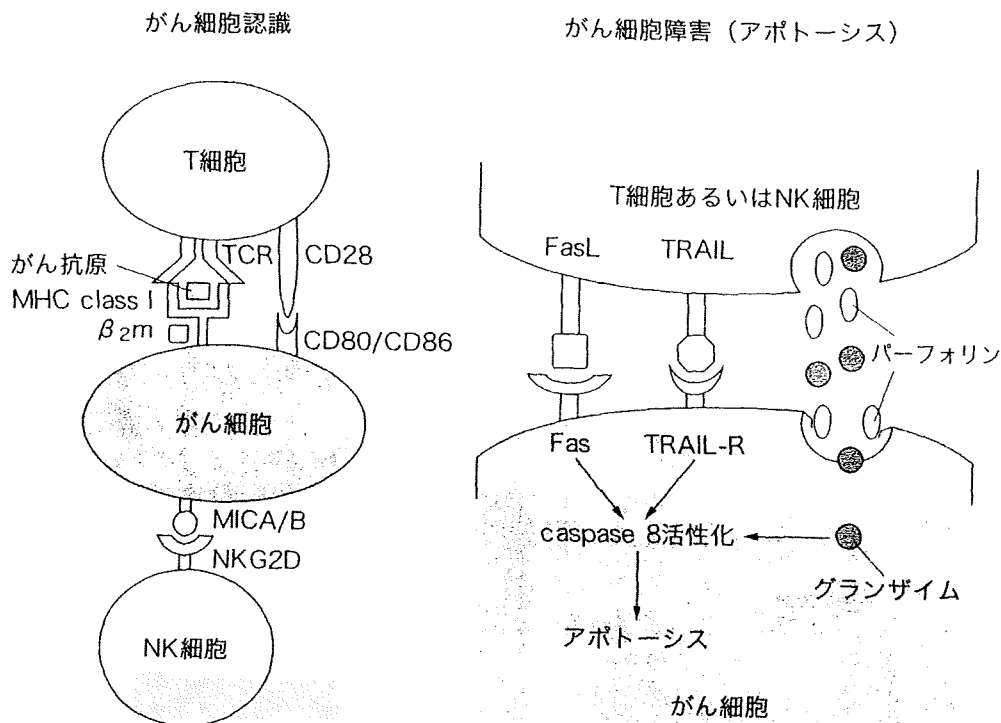 がん細胞認識
T細胞
がん抗原
TCR
CD28
MHC class I
β2m
CD80/CD86
がん細胞
MICA/B
NKG2D
NK細胞
がん細胞障害（アポトーシス）
T細胞あるいはNK細胞
FasL
TRAIL
パーフォリン
Fas
TRAIL-R
caspase 8活性化
グランザイム
アポトーシス
がん細胞